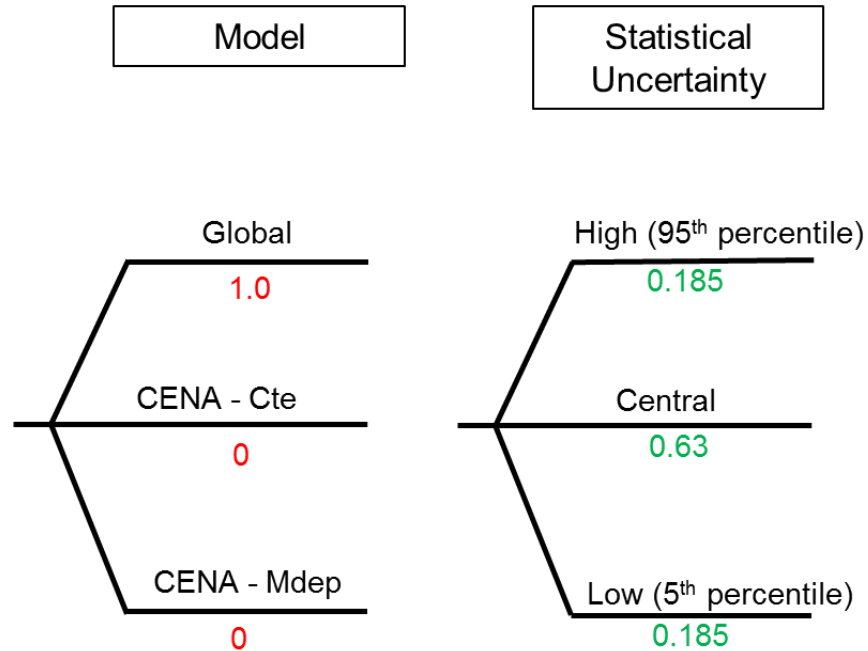 Model
Statistical
Uncertainty
Global
1.0
CENA - Cte
0
CENA - Mdep
0
High (95th percentile)
0.185
Central
0.63
Low (5th percentile)
0.185